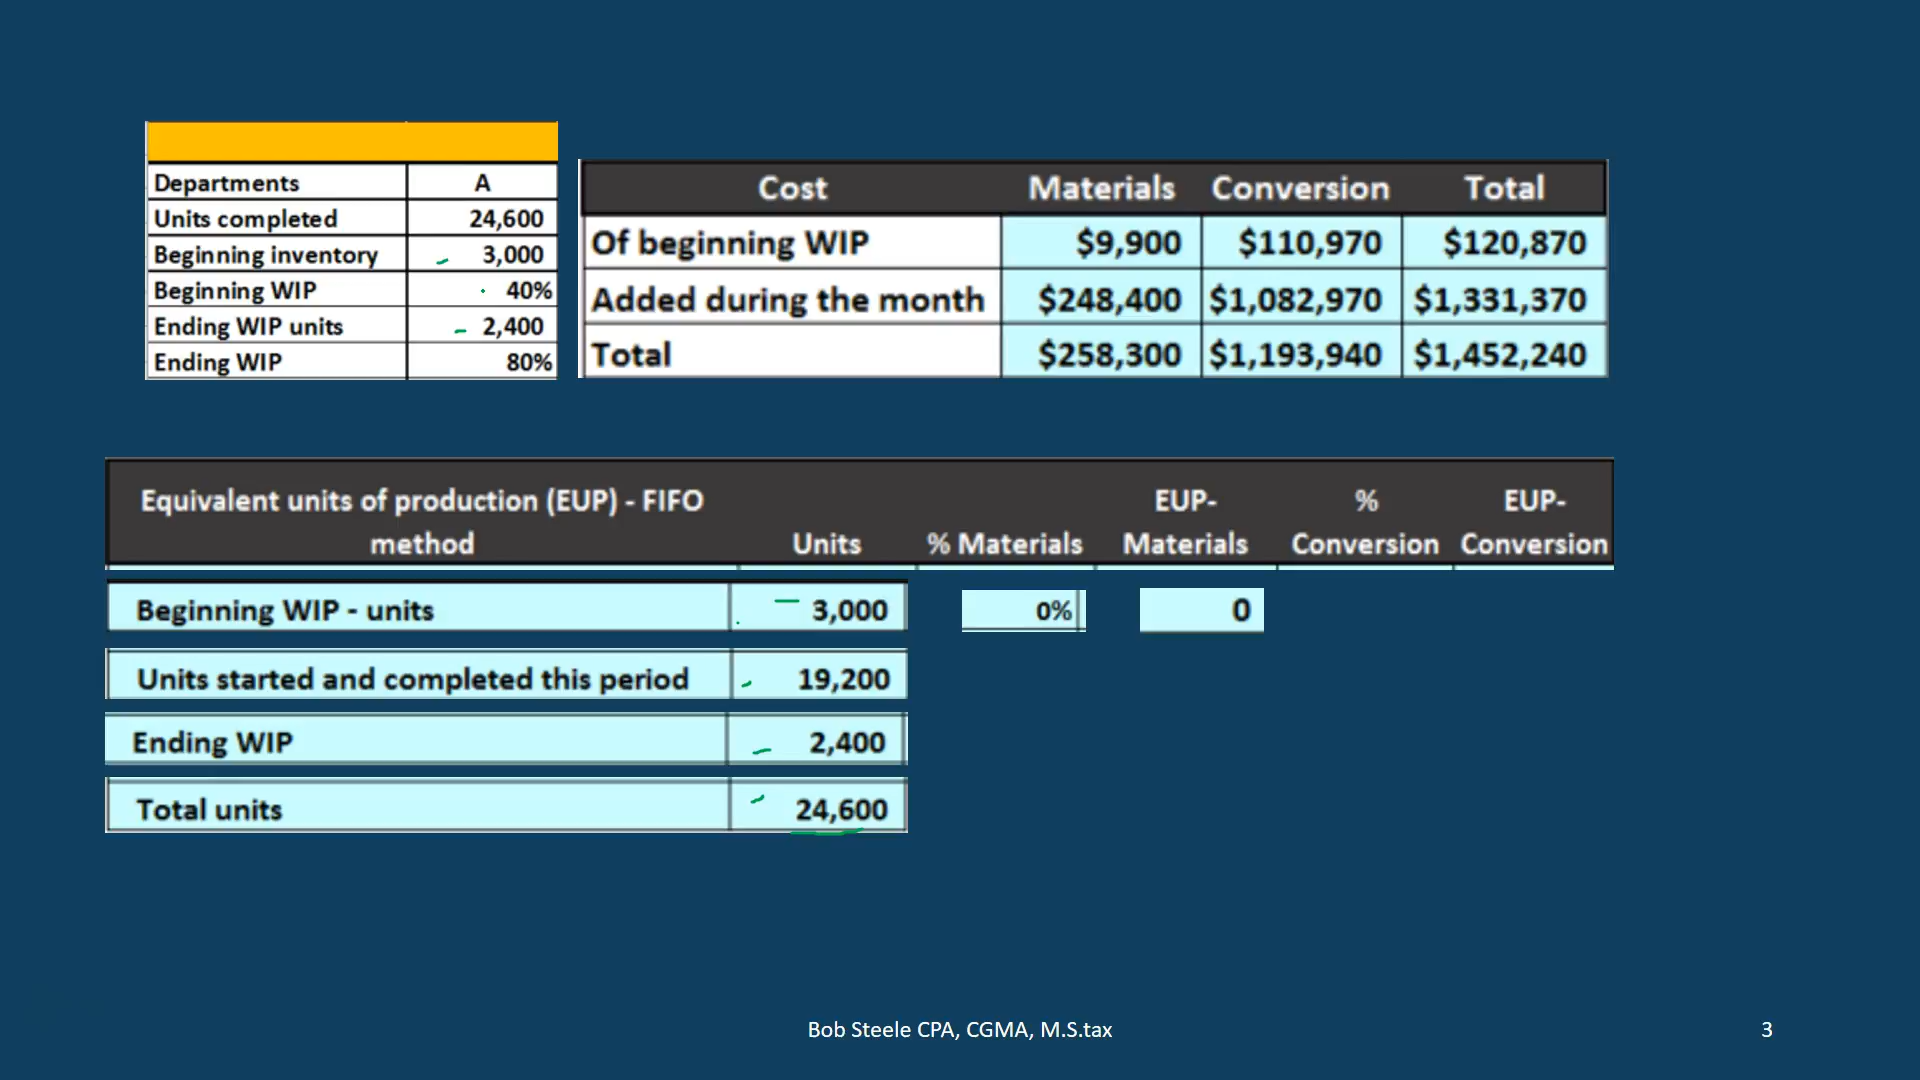 Departments A
Units completed 24,600
Beginning inventory 3,000
Beginning WIP 40%
Ending WIP units 2,400
Ending WIP 80%
Cost Materials Conversion Total
Of beginning WIP $9,900 $110,970 $120,870
Added during the month $248,400 $1,082,970 $1,331,370
Total $258,300 $1,193,940 $1,452,240
Equivalent units of production (EUP) - FIFO EUP- % EUP-
method Units % Materials Materials Conversion Conversion
Beginning WIP - units 3,000 0% 0
Units started and completed this period 19,200
Ending WIP 2,400
Total units 24,600
Bob Steele CPA, CGMA, M.S.tax 3